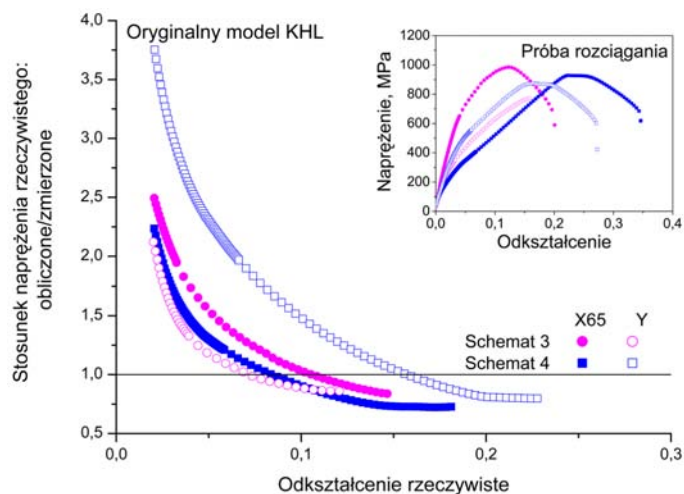 Oryginalny model KHL
Stosunek naprężenia rzeczywistego:
obliczone/zmierzone
4,0
3,5
3,0
2,5
2,0
1,5
1,0
0,5
0,0
0,1
0,2
0,3
Odkształcenie rzeczywiste
Próba rozciągania
Naprężenie, MPa
1200
1000
800
600
400
200
0
0,0
0,1
0,2
0,3
0,4
Odkształcenie
X65 Y
Schemat 3
Schemat 4